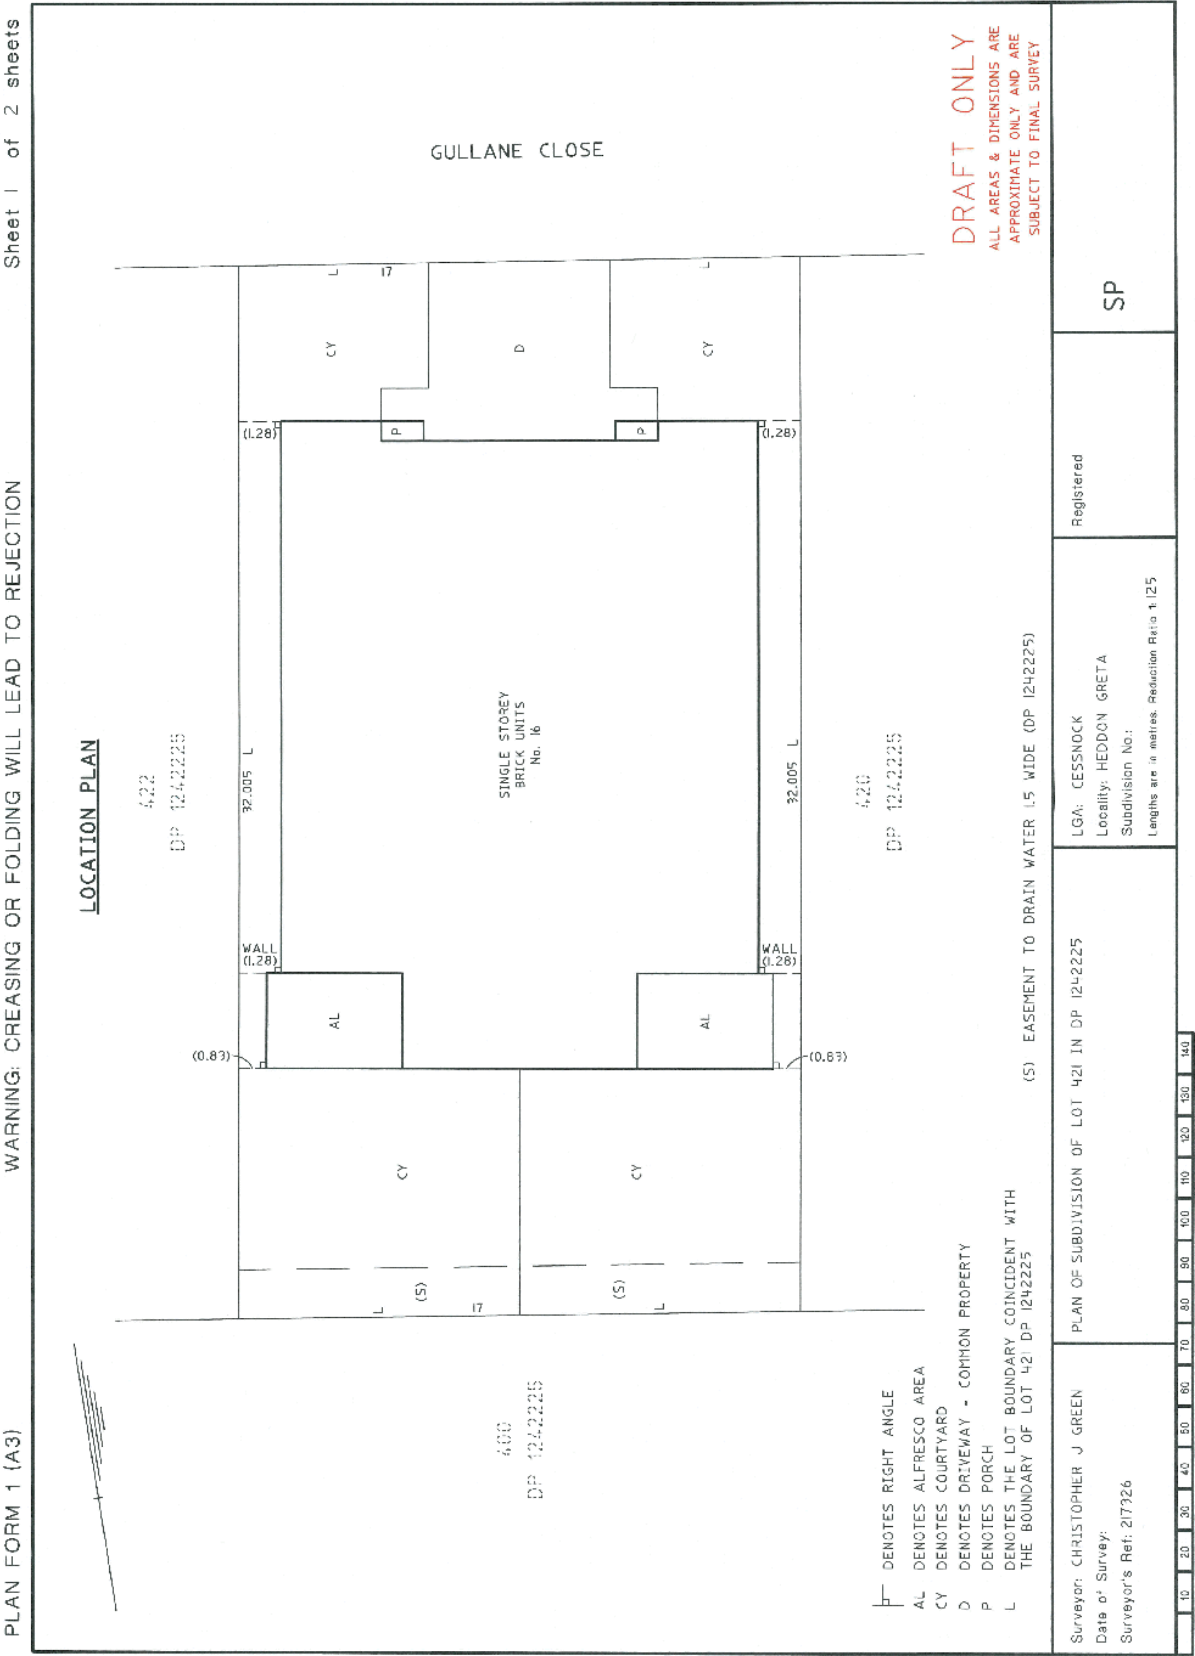 PLAN FORM 1 (A3)
WARNING: CREASING OR FOLDING WILL LEAD TO REJECTION
Sheet 1 of 2 sheets
LOCATION PLAN
422
DP 1242225
GULLANE CLOSE
32.005 L
WALL
(1.28)
(1.28)
(0.83)
AL
CY
P
L
17
CY
(S)
L
17
400
DP 1242225
SINGLE STOREY
BRICK UNITS
No. 16
D
CY
(S)
L
AL
P
CY
L
(0.83)
WALL
(1.28)
(1.28)
32.005 L
420
DP 1242225
DENOTES RIGHT ANGLE
AL DENOTES ALFRESCO AREA
CY DENOTES COURTYARD
D DENOTES DRIVEWAY - COMMON PROPERTY
P DENOTES PORCH
L DENOTES THE LOT BOUNDARY COINCIDENT WITH
THE BOUNDARY OF LOT 421 DP 1242225
(S) EASEMENT TO DRAIN WATER 1.5 WIDE (DP 1242225)
DRAFT ONLY
ALL AREAS & DIMENSIONS ARE
APPROXIMATE ONLY AND ARE
SUBJECT TO FINAL SURVEY
Surveyor: CHRISTOPHER J GREEN
Date of Survey:
Surveyor's Ref: 217326
PLAN OF SUBDIVISION OF LOT 421 IN DP 1242225
LGA: CESSNOCK
Locality: HEDDON GRETA
Subdivision No.:
Lengths are in metres. Reduction Ratio 1:125
Registered
SP
10 20 30 40 50 60 70 80 90 100 110 120 130 140